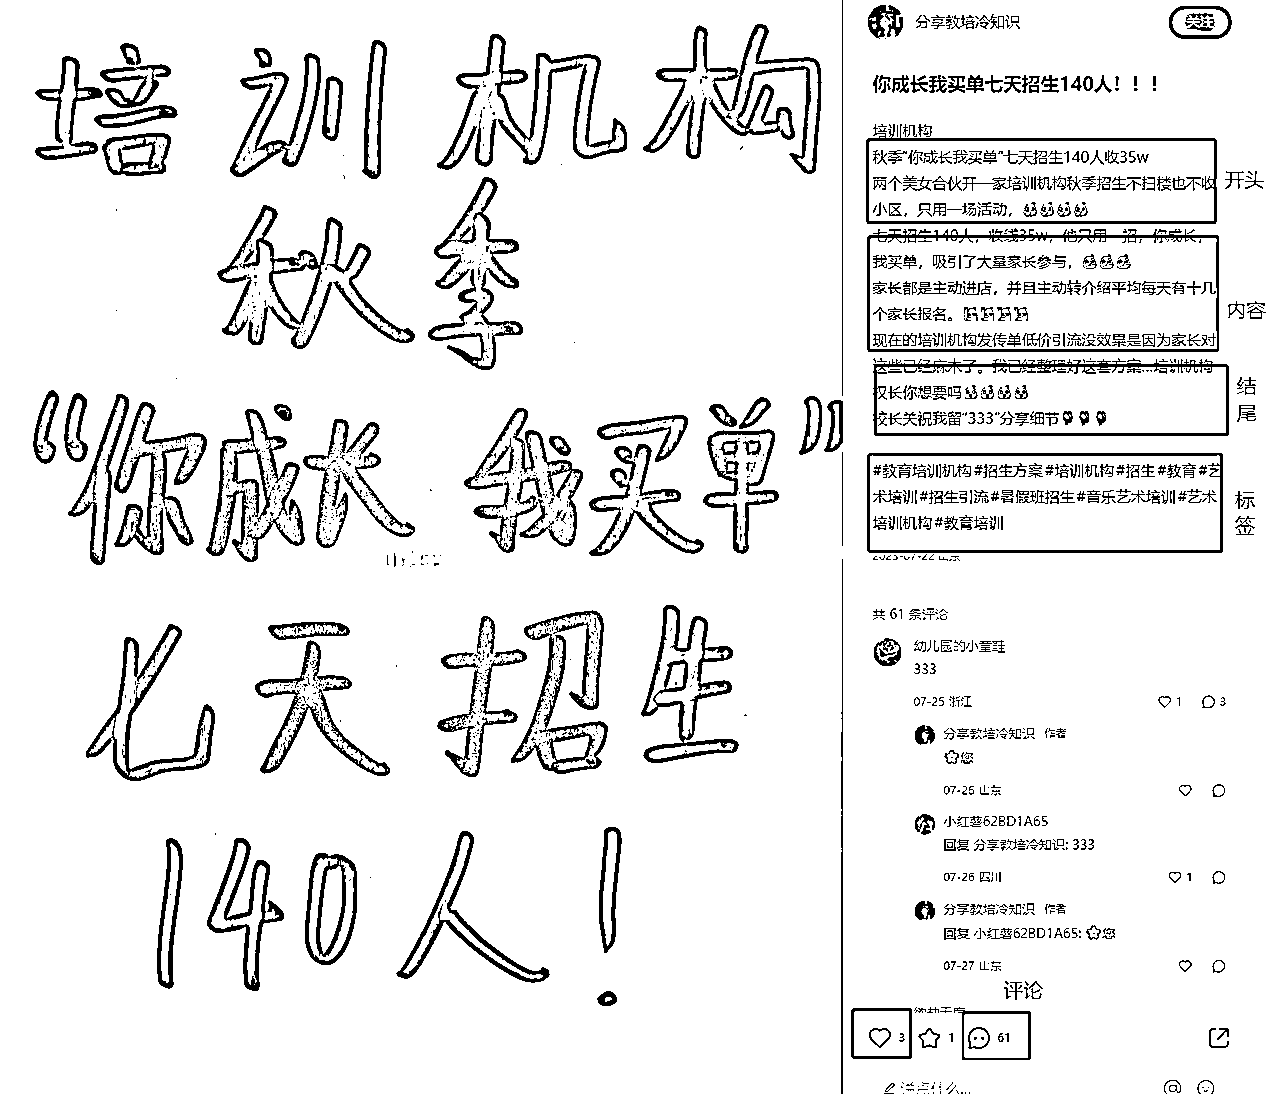 培训机构
秋季
“你成长 我买单”
七天招生
140人！
分享教培冷知识
关注
你成长我买单七天招生140人！！！
培训机构
秋季“你成长我买单”七天招生140人收35w
两个美女合伙开一家培训机构秋季招生不扫楼也不收
小区，只用一场活动，
开头
七天招生140人，收钱35w，他只用一招，你成长，
我买单，吸引了大量家长参与，
家长都是主动进店，并且主动转介绍平均每天有十几
个家长报名。
内容
现在的培训机构发传单低价引流没效果是因为家长对
这些已经麻木了。我已经整理好这套方案...培训机构
校长你想要吗
结尾
校长关祝我留“333”分享细节
#教育培训机构#招生方案#培训机构#招生#教育#艺
术培训#招生引流#暑假班招生#音乐艺术培训#艺术
培训机构#教育培训
标签
2023-07-22 山东
共 61 条评论
幼儿园的小童鞋
333
07-25 浙江
1
3
分享教培冷知识 作者
您
07-26 山东
小红薯62BD1A65
回复 分享教培冷知识: 333
07-26 四川
1
分享教培冷知识 作者
回复 小红薯62BD1A65: 您
07-27 山东
评论
3
1
61
说点什么...